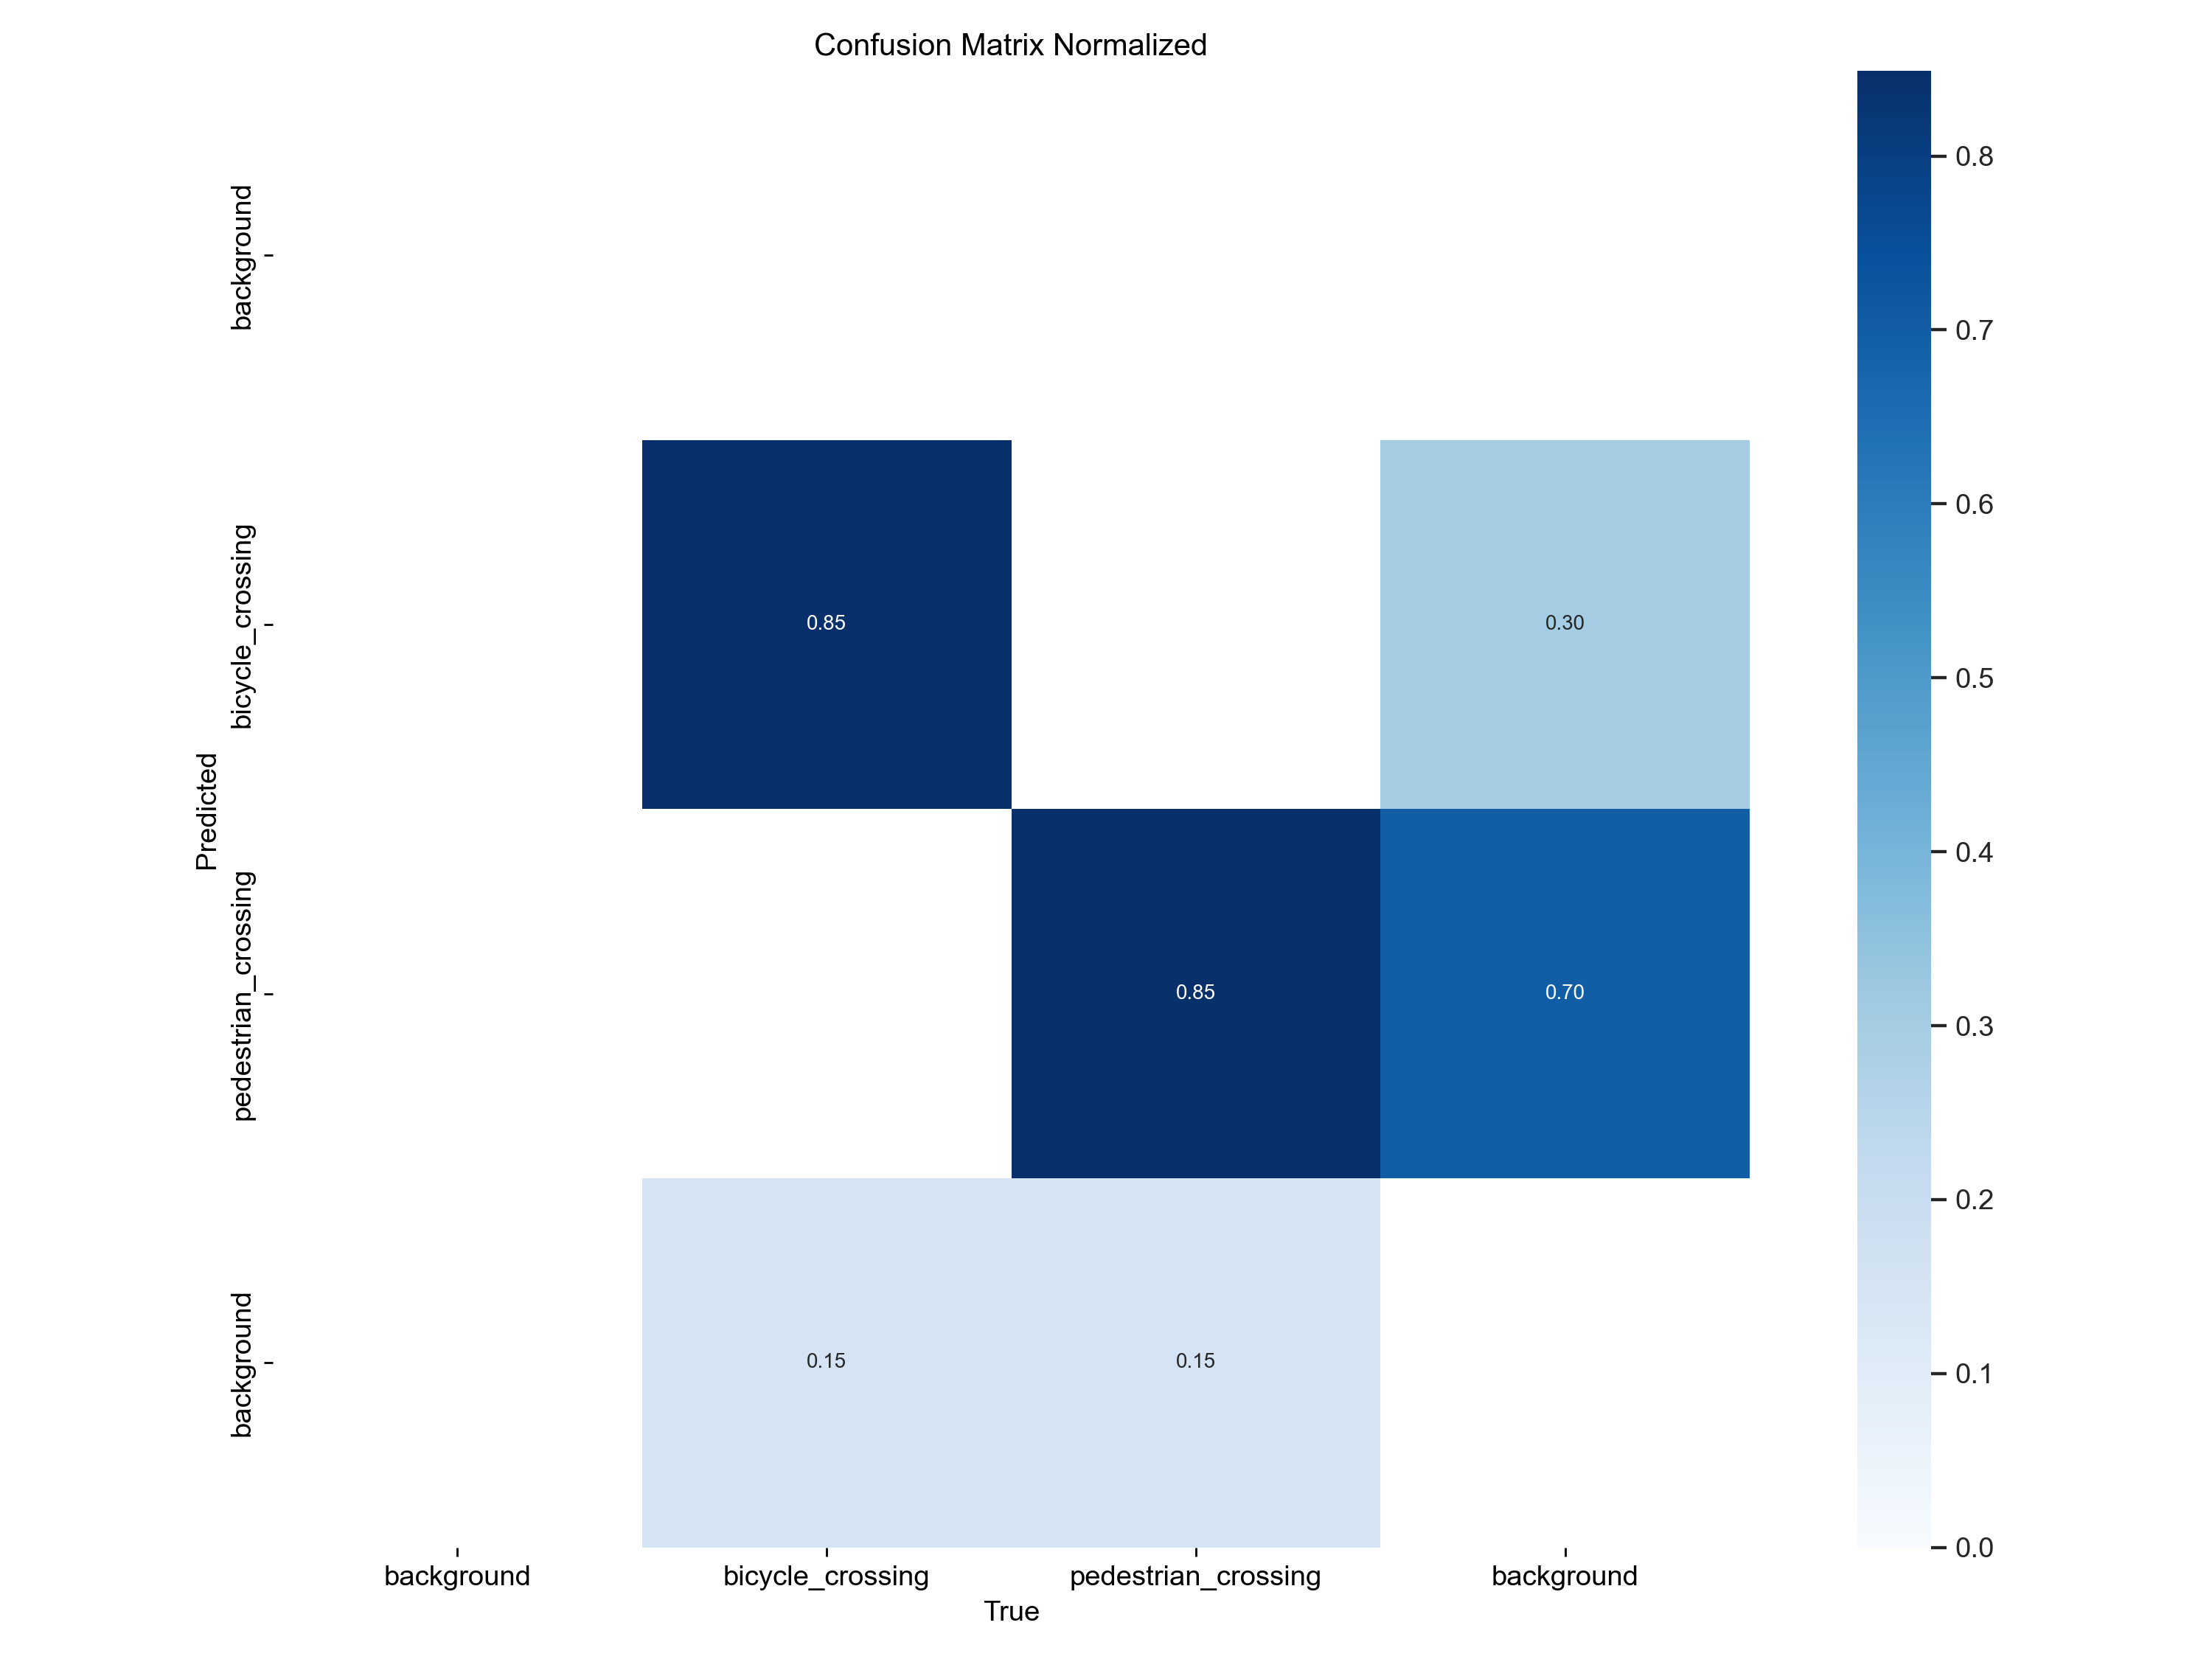 Confusion Matrix Normalized
background
bicycle_crossing
pedestrian_crossing
background
Predicted
0.85
0.30
0.85
0.70
0.15
0.15
background
bicycle_crossing
pedestrian_crossing
background
True
0.8
0.7
0.6
0.5
0.4
0.3
0.2
0.1
0.0